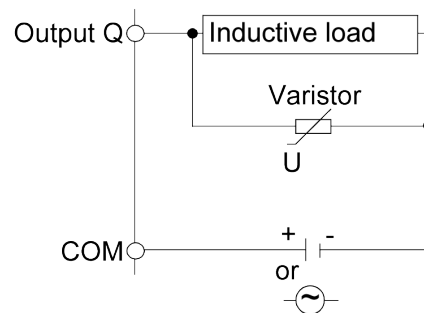 Output Q
Inductive load
Varistor
U
COM
+ -
or
~